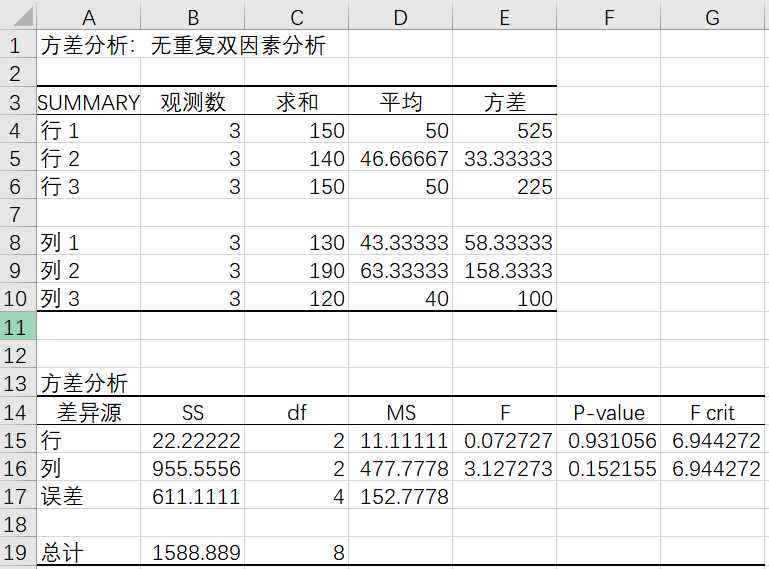 A B C D E F G
1 方差分析：无重复双因素分析
2
3 SUMMARY 观测数 求和 平均 方差
4 行 1 3 150 50 525
5 行 2 3 140 46.66667 33.33333
6 行 3 3 150 50 225
7
8 列 1 3 130 43.33333 58.33333
9 列 2 3 190 63.33333 158.3333
10 列 3 3 120 40 100
11
12
13 方差分析
14 差异源 SS df MS F P-value F crit
15 行 22.22222 2 11.11111 0.072727 0.931056 6.944272
16 列 955.5556 2 477.7778 3.127273 0.152155 6.944272
17 误差 611.1111 4 152.7778
18
19 总计 1588.889 8